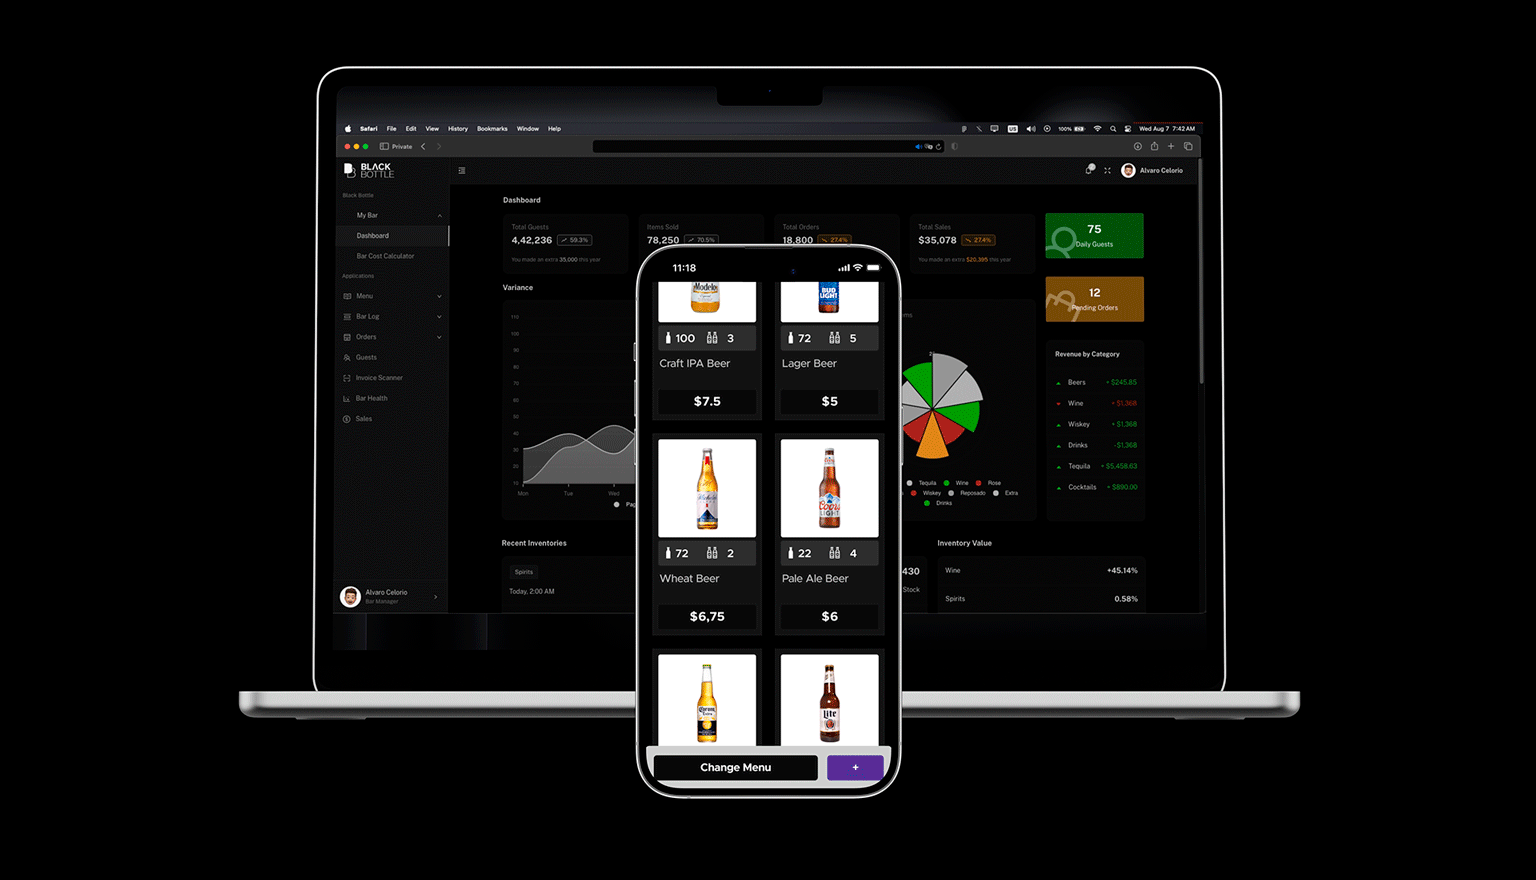 Safari File Edit View History Bookmarks Window Help
US 100% Wed Aug 7 7:42 AM
Private
BLACK
BOTTLE
Alvaro Celorio
Black Bottle
My Bar
Dashboard
Bar Cost Calculator
Applications
Menu
Bar Log
Orders
Guests
Invoice Scanner
Bar Health
Sales
Alvaro Celorio
Bar Manager
Dashboard
Total Guests
4,42,236 59.3%
You made an extra 35,000 this year
Items Sold
78,250 70.5%
Total Orders
18,800 27.4%
Total Sales
$35,078 27.4%
You made an extra $20,395 this year
75
Daily Guests
12
Pending Orders
Variance
110
100
90
80
70
60
50
40
30
20
10
Mon Tue Wed
Tequila Wine Rose
Wiskey Reposado Extra
Drinks
Revenue by Category
Beers + $245.85
Wine + $1,368
Wiskey + $1,368
Drinks -$1,368
Tequila + $5,458.63
Cocktails + $890.00
Recent Inventories
Spirits
Today, 2:00 AM
430
Stock
Inventory Value
Wine +45.14%
Spirits 0.58%
11:18
Modelo
BUD
LIGHT
100 3
Craft IPA Beer
$7.5
72 5
Lager Beer
$5
72 2
Wheat Beer
$6,75
Coors
LIGHT
22 4
Pale Ale Beer
$6
Corona
Extra
Lite
Change Menu +